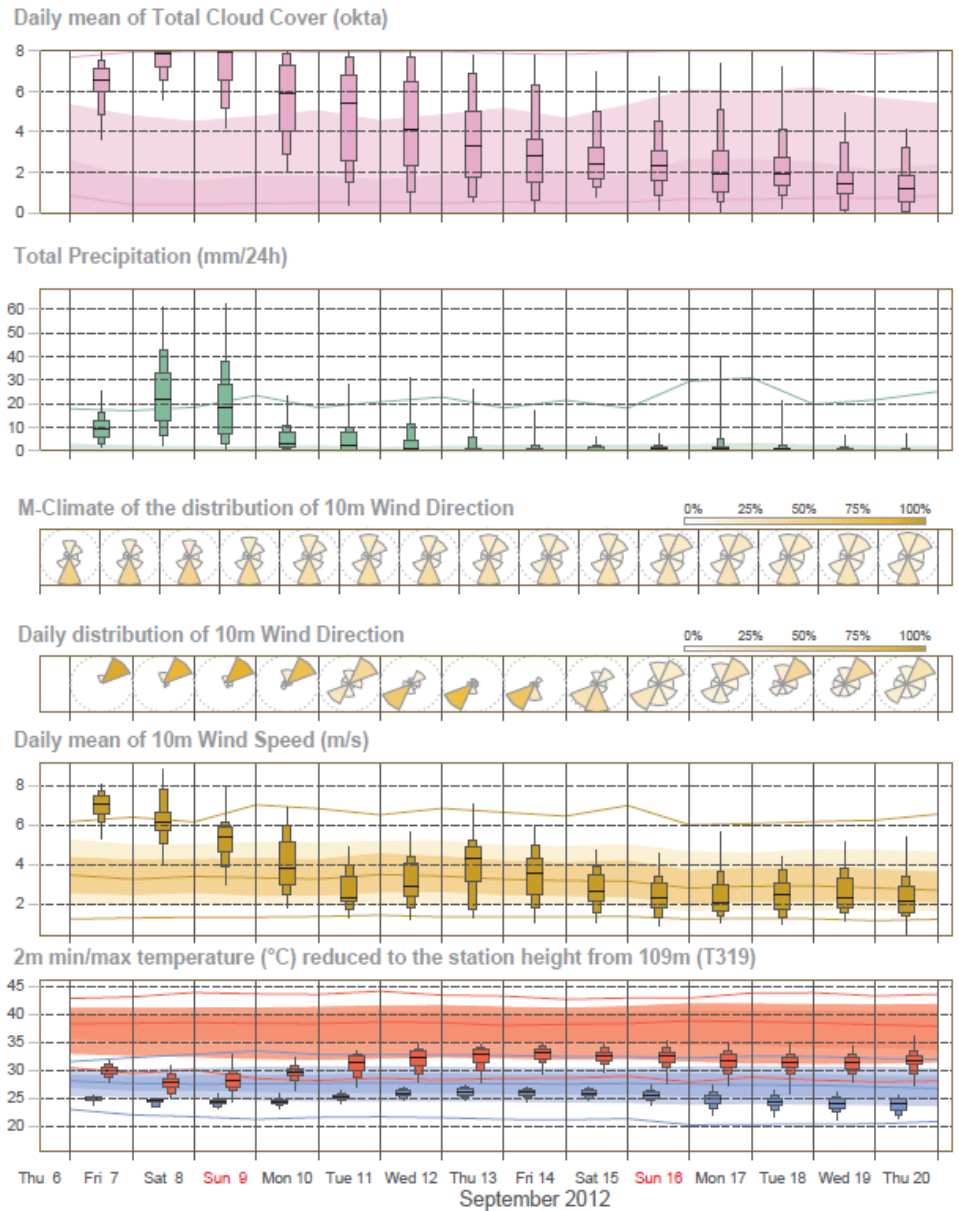 Daily mean of Total Cloud Cover (okta)
8
6
4
2
0
Total Precipitation (mm/24h)
60
50
40
30
20
10
0
M-Climate of the distribution of 10m Wind Direction
0% 25% 50% 75% 100%
Daily distribution of 10m Wind Direction
0% 25% 50% 75% 100%
Daily mean of 10m Wind Speed (m/s)
8
6
4
2
2m min/max temperature (°C) reduced to the station height from 109m (T319)
45
40
35
30
25
20
Thu 6 Fri 7 Sat 8 Sun 9 Mon 10 Tue 11 Wed 12 Thu 13 Fri 14 Sat 15 Sun 16 Mon 17 Tue 18 Wed 19 Thu 20
September 2012